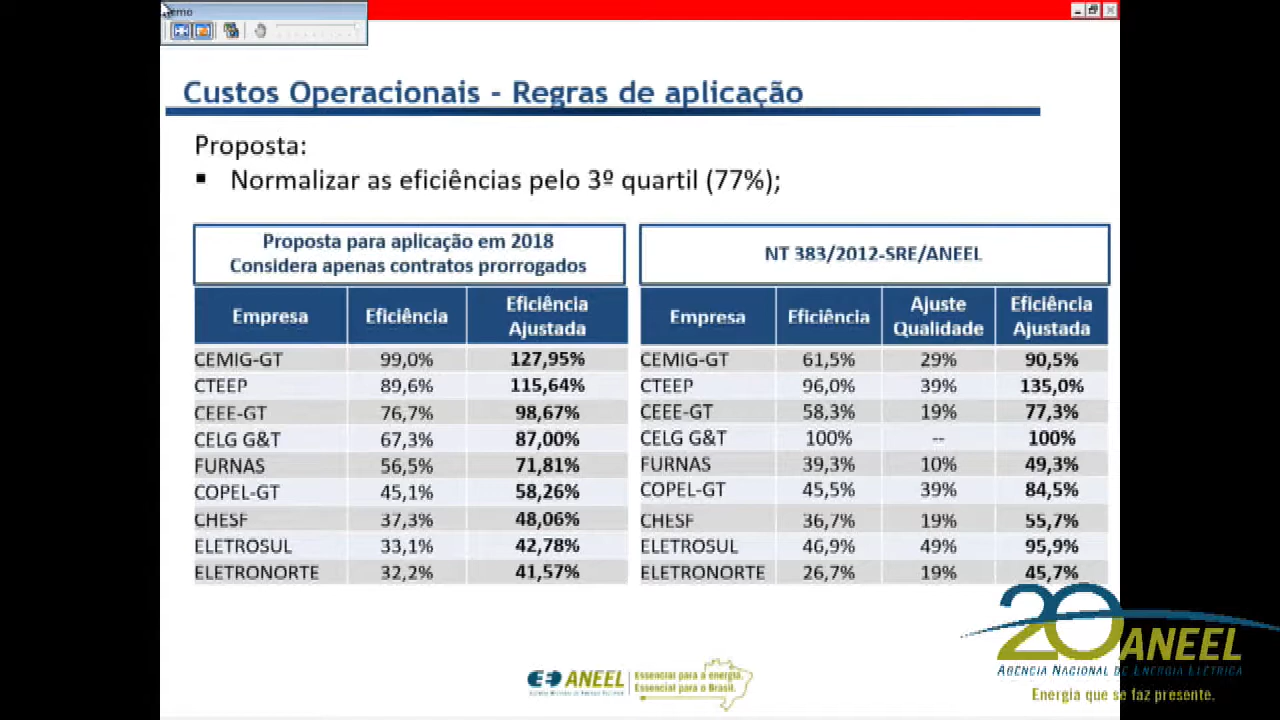 Custos Operacionais - Regras de aplicação
Proposta:
▪ Normalizar as eficiências pelo 3º quartil (77%);
Proposta para aplicação em 2018
Considera apenas contratos prorrogados
Empresa Eficiência Eficiência Ajustada
CEMIG-GT 99,0% 127,95%
CTEEP 89,6% 115,64%
CEEE-GT 76,7% 98,67%
CELG G&T 67,3% 87,00%
FURNAS 56,5% 71,81%
COPEL-GT 45,1% 58,26%
CHESF 37,3% 48,06%
ELETROSUL 33,1% 42,78%
ELETRONORTE 32,2% 41,57%
NT 383/2012-SRE/ANEEL
Empresa Eficiência Ajuste Qualidade Eficiência Ajustada
CEMIG-GT 61,5% 29% 90,5%
CTEEP 96,0% 39% 135,0%
CEEE-GT 58,3% 19% 77,3%
CELG G&T 100% -- 100%
FURNAS 39,3% 10% 49,3%
COPEL-GT 45,5% 39% 84,5%
CHESF 36,7% 19% 55,7%
ELETROSUL 46,9% 49% 95,9%
ELETRONORTE 26,7% 19% 45,7%
ANEEL
Essencial para a energia.
Essencial para o Brasil.
20 ANEEL
AGENCIA NACIONAL DE ENERGIA ELÉTRICA
Energia que se faz presente.